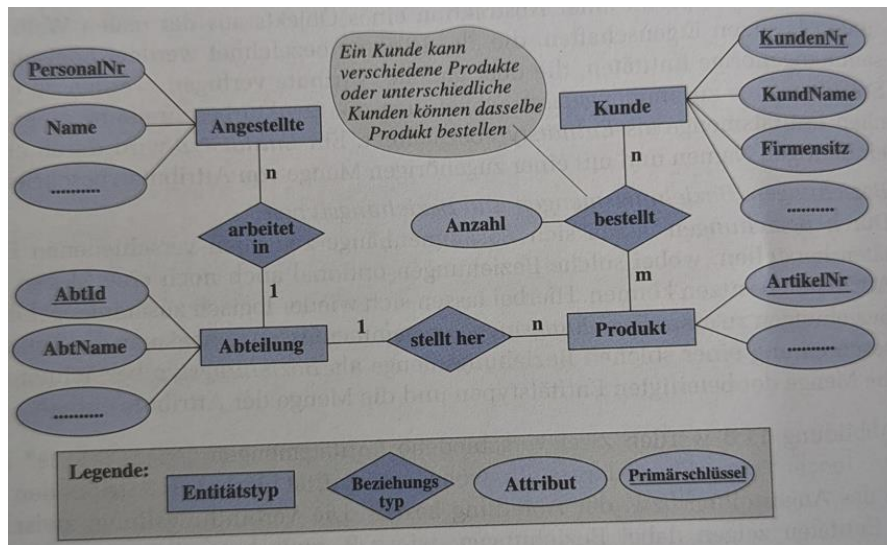 PersonalNr
Name
..........
Angestellte
n
arbeitet
in
1
AbtId
AbtName
..........
Abteilung
1
stellt her
n
Ein Kunde kann
verschiedene Produkte
oder unterschiedliche
Kunden können dasselbe
Produkt bestellen
Kunde
KundenNr
KundName
Firmensitz
..........
n
Anzahl
bestellt
m
Produkt
ArtikelNr
..........
Legende:
Entitätstyp
Beziehungs
typ
Attribut
Primärschlüssel